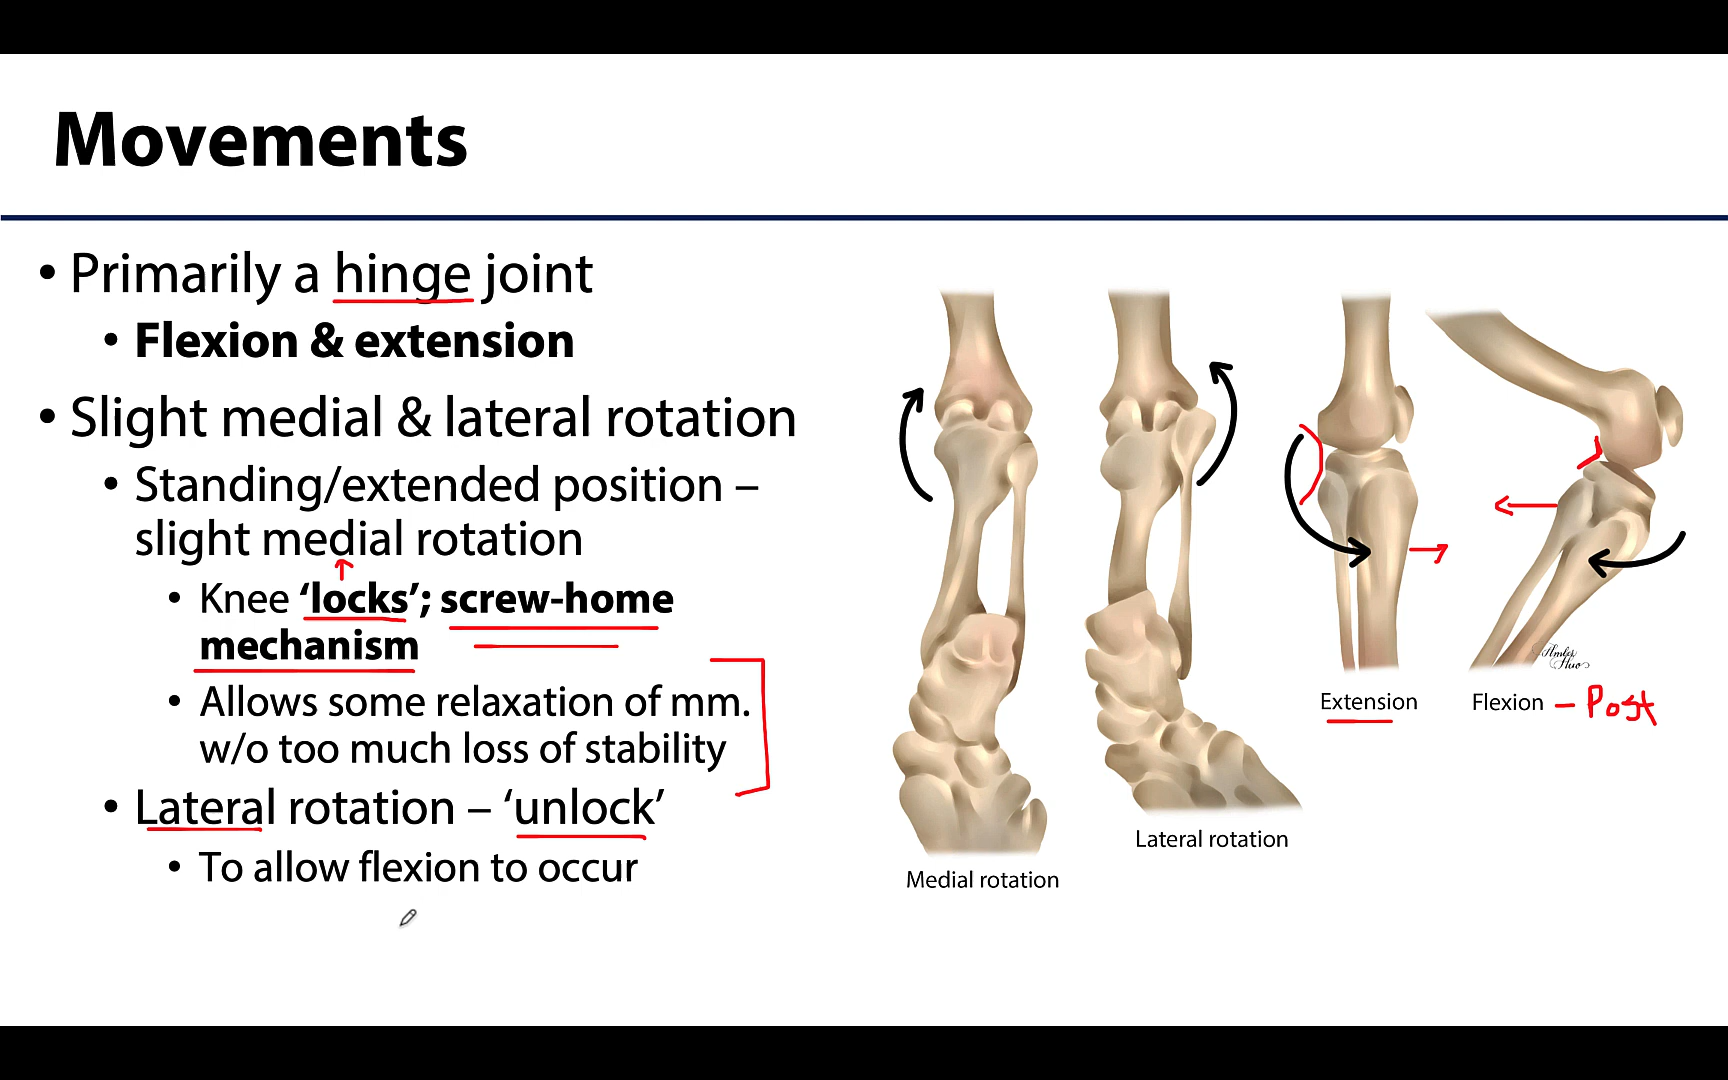 Movements
• Primarily a hinge joint
• Flexion & extension
• Slight medial & lateral rotation
• Standing/extended position –
slight medial rotation
• Knee ‘locks’; screw-home
mechanism
• Allows some relaxation of mm.
w/o too much loss of stability
• Lateral rotation – ‘unlock’
• To allow flexion to occur
Medial rotation
Lateral rotation
Extension
Flexion – Post
Amber
Huo